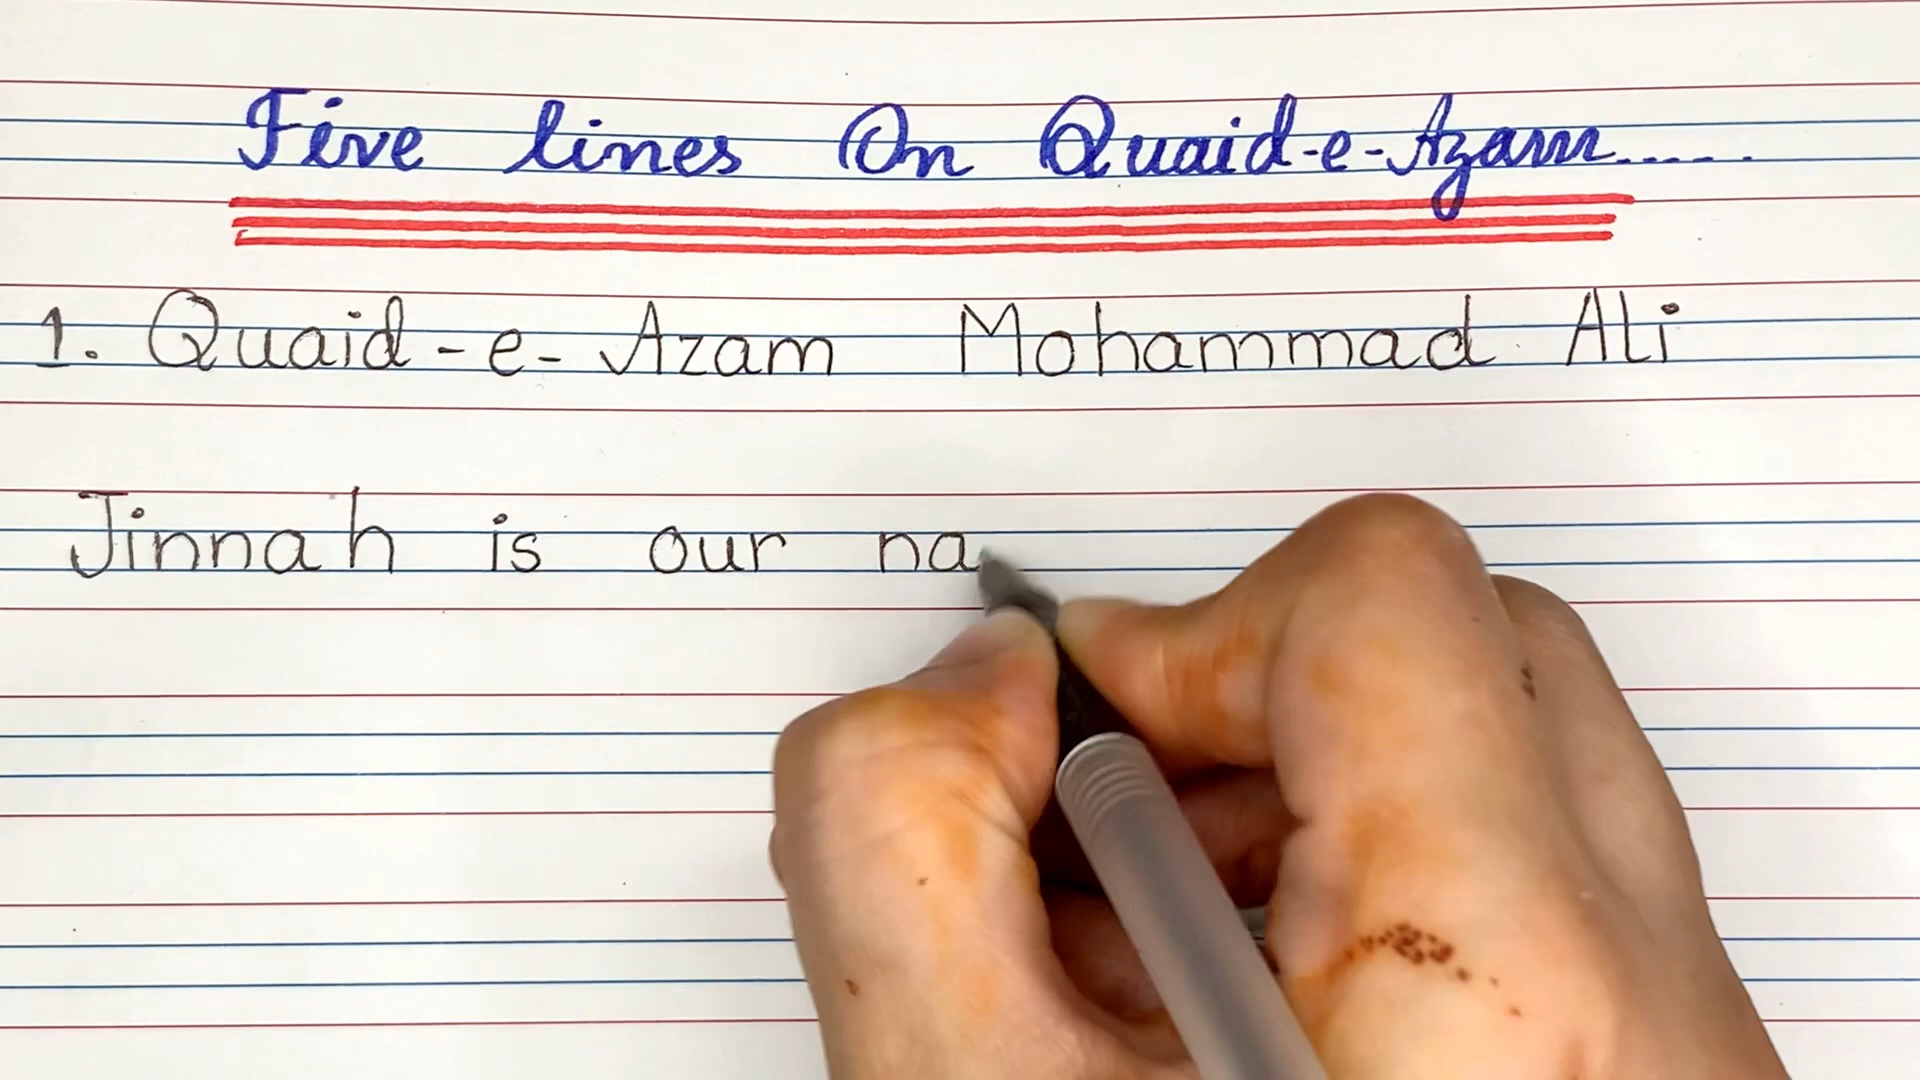 Five lines On Quaid-e-Azam.......
1. Quaid-e-Azam Mohammad Ali
Jinnah is our na